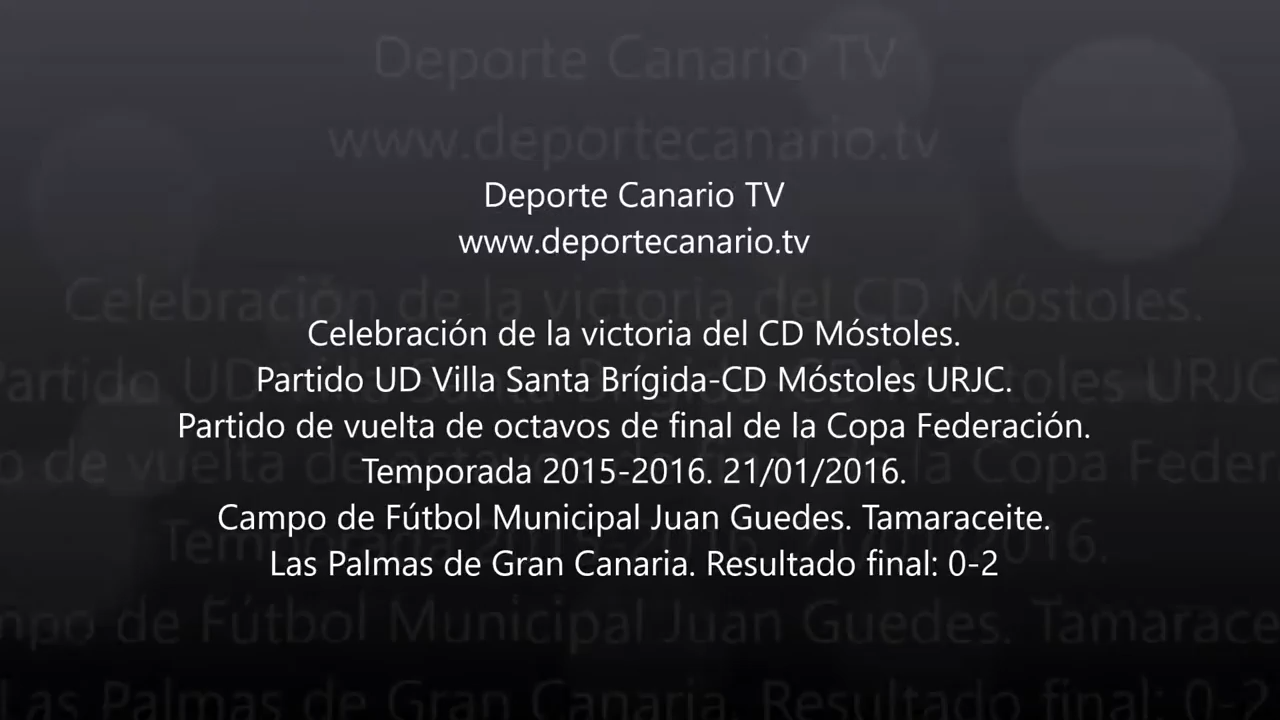 Deporte Canario TV
www.deportecanario.tv
Celebración de la victoria del CD Móstoles.
Partido UD Villa Santa Brígida-CD Móstoles URJC.
Partido de vuelta de octavos de final de la Copa Federación.
Temporada 2015-2016. 21/01/2016.
Campo de Fútbol Municipal Juan Guedes. Tamaraceite.
Las Palmas de Gran Canaria. Resultado final: 0-2